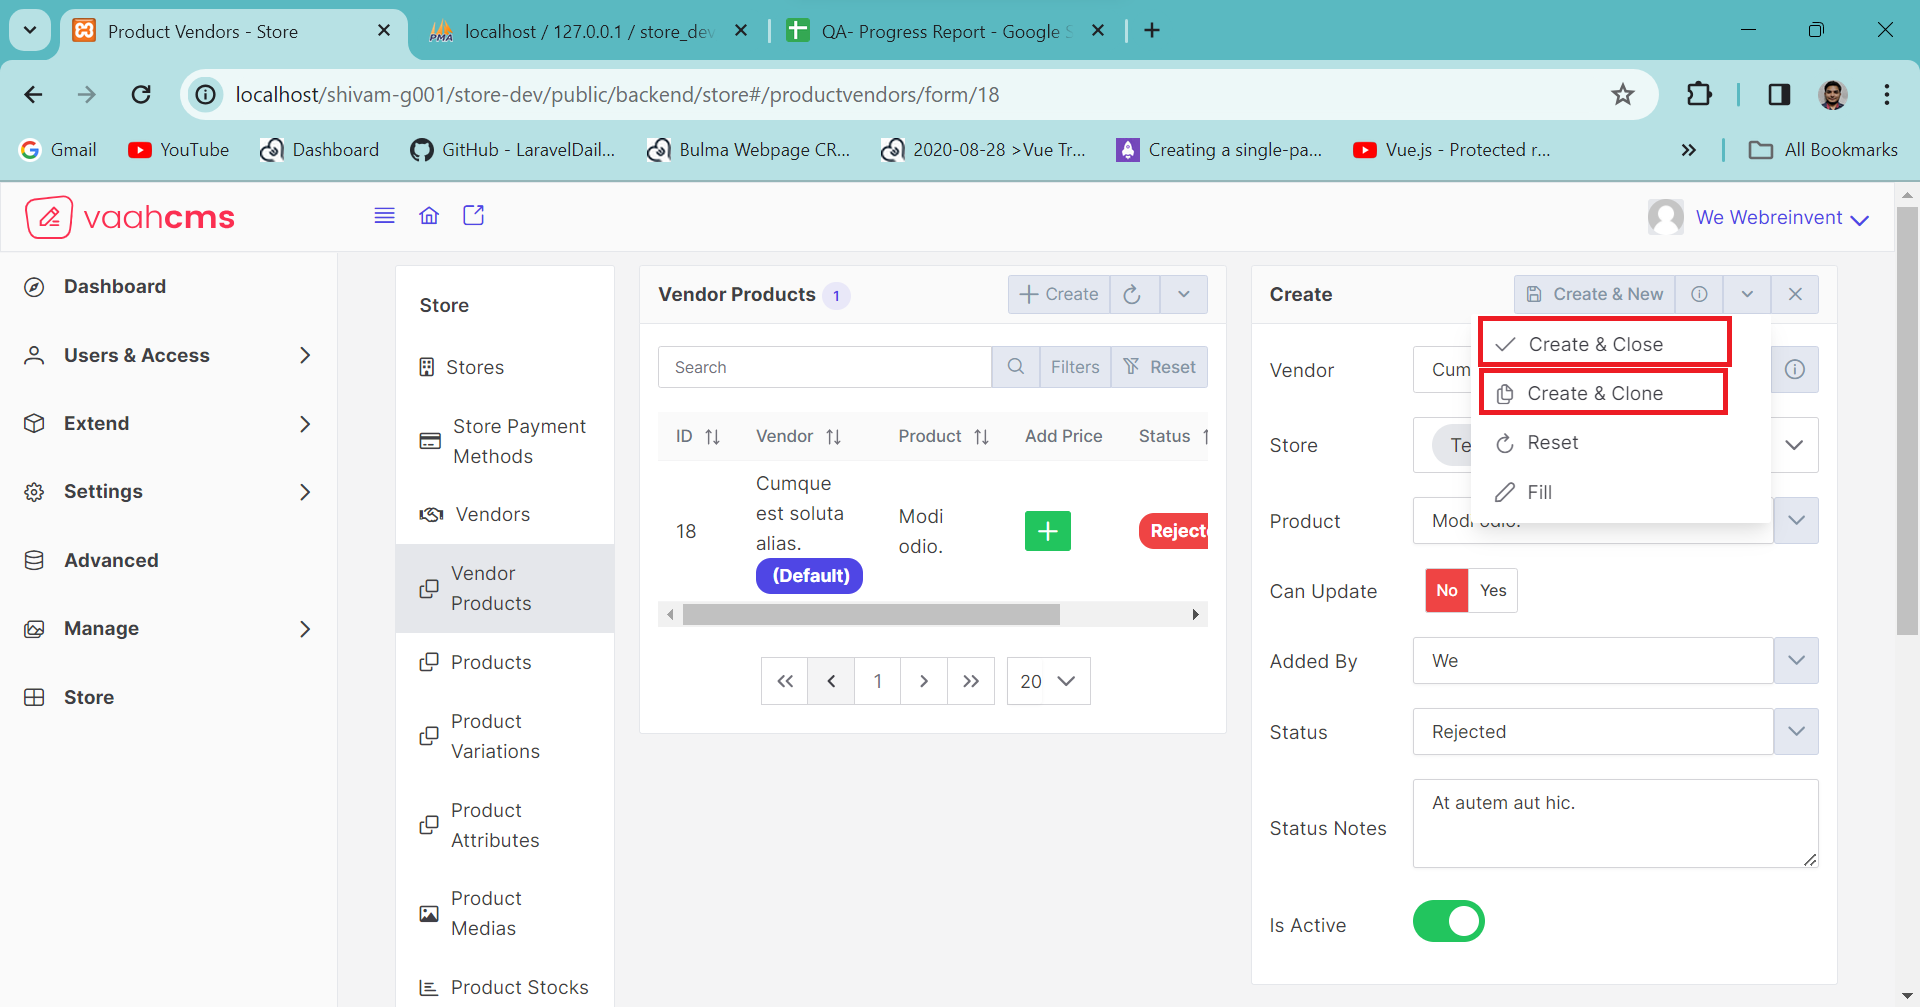 Product Vendors - Store
localhost / 127.0.0.1 / store_dev
QA- Progress Report - Google S
localhost/shivam-g001/store-dev/public/backend/store#/productvendors/form/18
Gmail
YouTube
Dashboard
GitHub - LaravelDail...
Bulma Webpage CR...
2020-08-28 >Vue Tr...
Creating a single-pa...
Vue.js - Protected r...
All Bookmarks
vaahcms
We Webreinvent
Dashboard
Users & Access
Extend
Settings
Advanced
Manage
Store
Store
Stores
Store Payment
Methods
Vendors
Vendor
Products
Products
Product
Variations
Product
Attributes
Product
Medias
Product Stocks
Vendor Products 1
Create
Search
Filters
Reset
ID
Vendor
Product
Add Price
Status
18
Cumque
est soluta
alias.
(Default)
Modi
odio.
Reject
1
20
Create
Create & New
Create & Close
Create & Clone
Reset
Fill
Vendor
Cum
Store
Te
Product
Modi odio.
Can Update
No
Yes
Added By
We
Status
Rejected
Status Notes
At autem aut hic.
Is Active